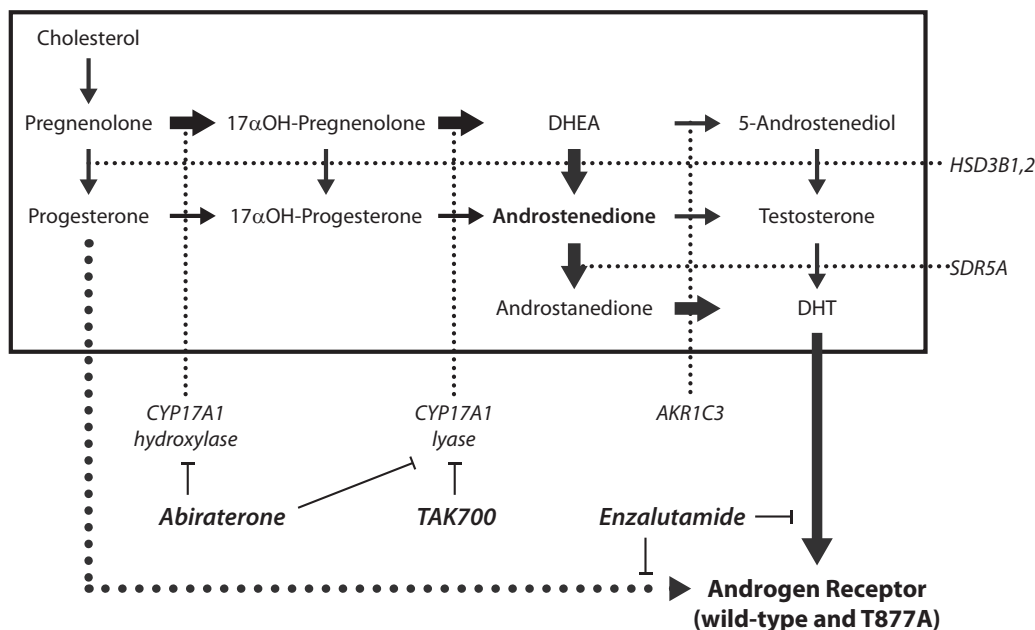 Cholesterol
Pregnenolone 17αOH-Pregnenolone DHEA 5-Androstenediol
HSD3B1,2
Progesterone 17αOH-Progesterone Androstenedione Testosterone
SDR5A
Androstanedione DHT
CYP17A1 CYP17A1 AKR1C3
hydroxylase lyase
Abiraterone TAK700 Enzalutamide
Androgen Receptor
(wild-type and T877A)